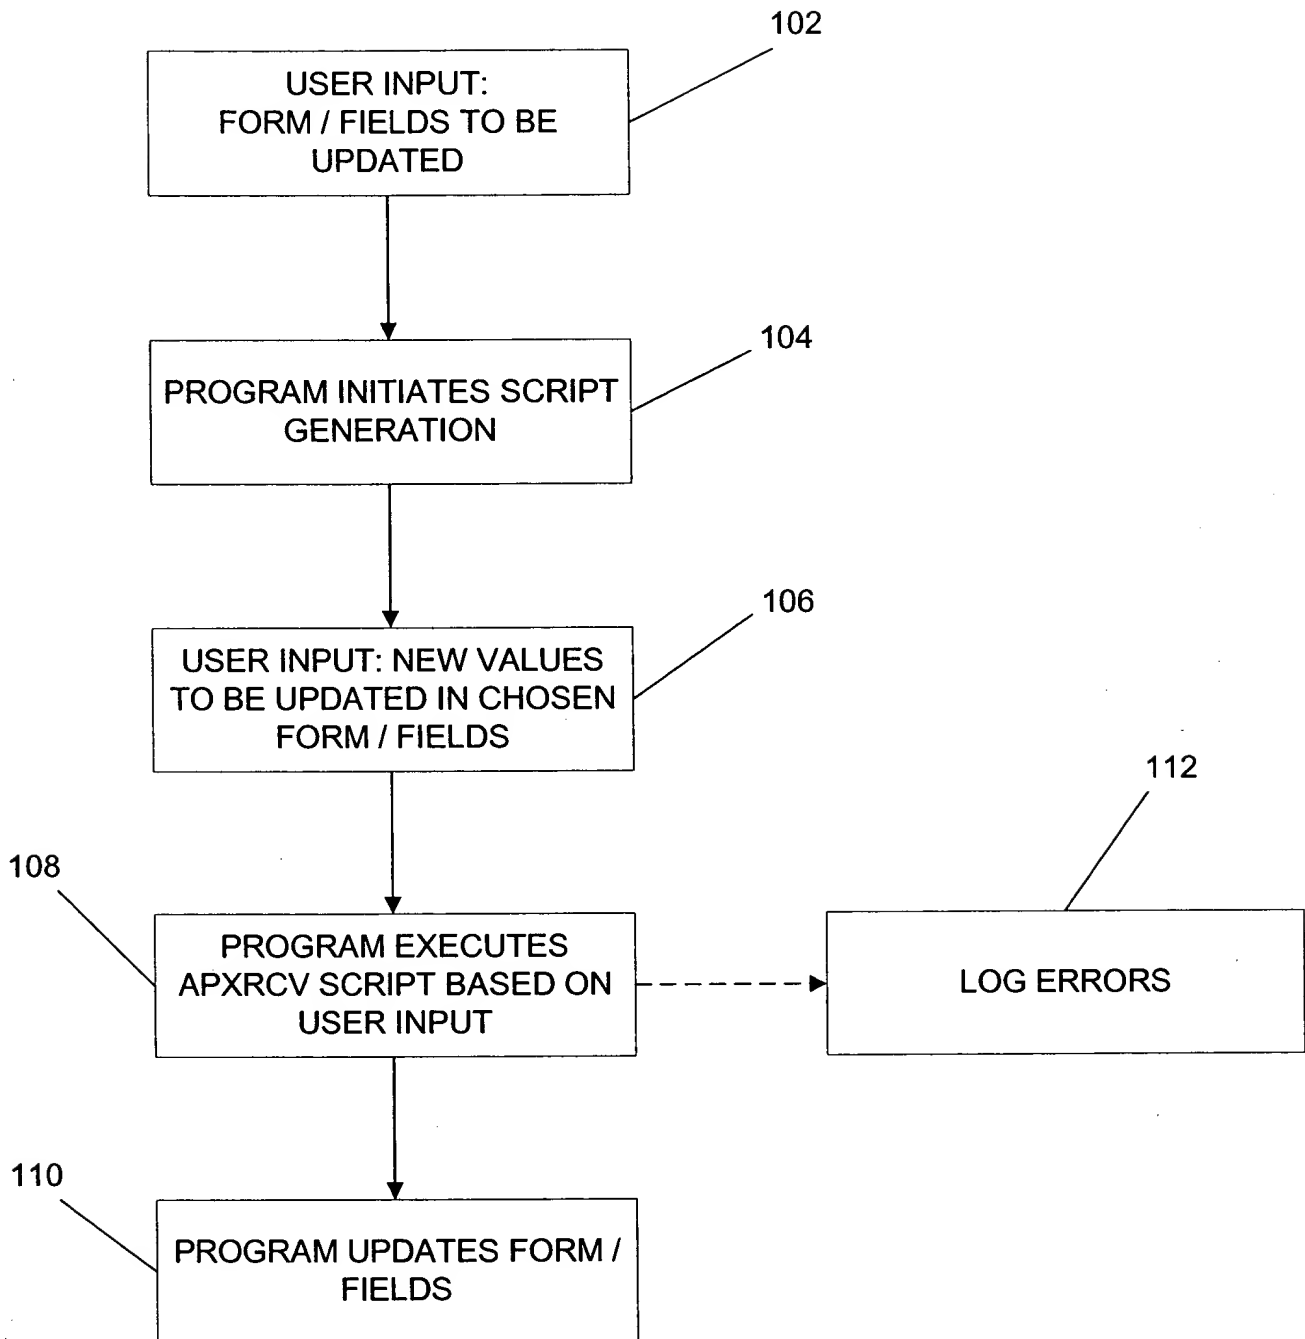 102
USER INPUT:
FORM / FIELDS TO BE
UPDATED
104
PROGRAM INITIATES SCRIPT
GENERATION
106
USER INPUT: NEW VALUES
TO BE UPDATED IN CHOSEN
FORM / FIELDS
112
108
PROGRAM EXECUTES
APXRCV SCRIPT BASED ON
USER INPUT
LOG ERRORS
110
PROGRAM UPDATES FORM /
FIELDS